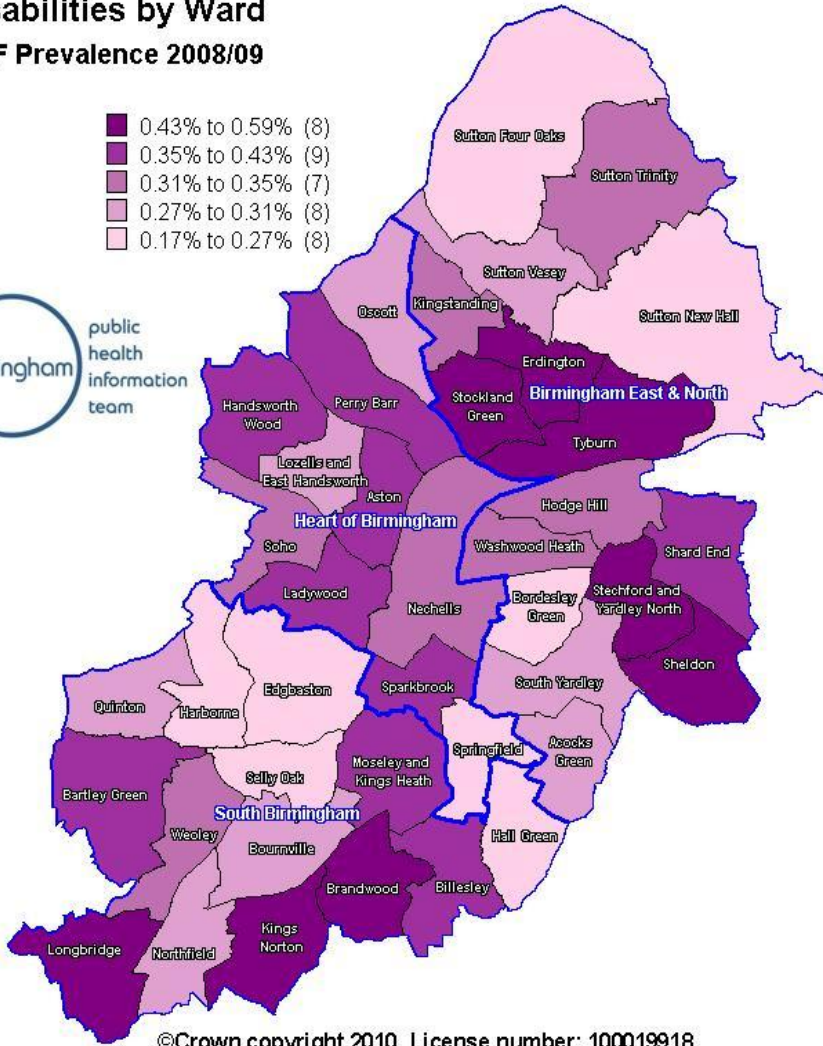 abilities by Ward
F Prevalence 2008/09
0.43% to 0.59% (8)
0.35% to 0.43% (9)
0.31% to 0.35% (7)
0.27% to 0.31% (8)
0.17% to 0.27% (8)
ngham
public
health
information
team
Sutton Four Oaks
Sutton Trinity
Sutton Vesey
Sutton New Hall
Oscott
Kingstanding
Erdington
Birmingham East & North
Stockland
Green
Tyburn
Perry Barr
Handsworth
Wood
Lozells and
East Handsworth
Aston
Heart of Birmingham
Hodge Hill
Washwood Heath
Shard End
Soho
Ladywood
Nechells
Bordesley
Green
Stechford and
Yardley North
Sheldon
Sparkbrook
South Yardley
Quinton
Harborne
Edgbaston
Springfield
Acocks
Green
Moseley and
Kings Heath
Selly Oak
Bartley Green
South Birmingham
Weoley
Bournville
Hall Green
Brandwood
Billesley
Longbridge
Northfield
Kings
Norton
©Crown copyright 2010. License number: 100019918